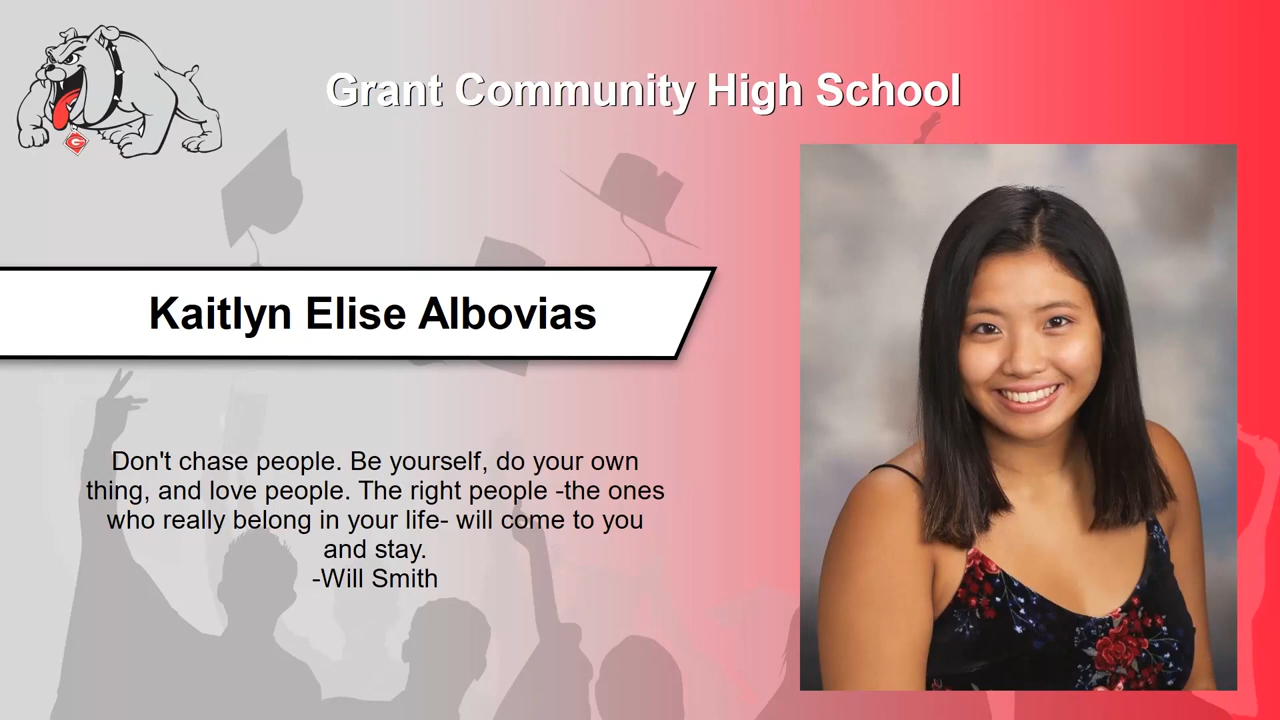 Grant Community High School
Kaitlyn Elise Albovias
Don't chase people. Be yourself, do your own
thing, and love people. The right people -the ones
who really belong in your life- will come to you
and stay.
-Will Smith
G